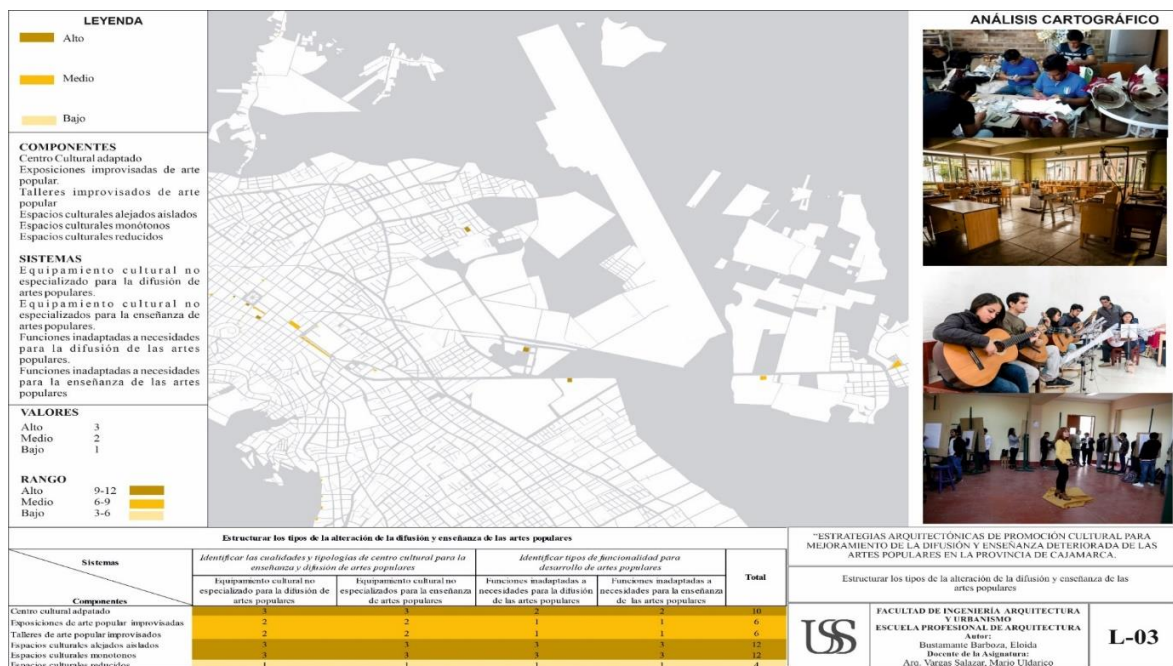 LEYENDA
Alto
Medio
Bajo
COMPONENTES
Centro Cultural adaptado
Exposiciones improvisadas de arte
popular.
Talleres improvisados de arte
popular
Espacios culturales alejados aislados
Espacios culturales monótonos
Espacios culturales reducidos
SISTEMAS
Equipamiento cultural no
especializado para la difusión de
artes populares.
Equipamiento cultural no
especializados para la enseñanza de
artes populares.
Funciones inadaptadas a necesidades
para la difusión de las artes
populares.
Funciones inadaptadas a necesidades
para la enseñanza de las artes
populares
VALORES
Alto 3
Medio 2
Bajo 1
RANGO
Alto 9-12
Medio 6-9
Bajo 3-6
ANÁLISIS CARTOGRÁFICO
Estructurar los tipos de la alteración de la difusión y enseñanza de las artes populares
Sistemas
Componentes
Identificar las cualidades y tipologías de centro cultural para la
enseñanza y difusión de artes populares
Identificar tipos de funcionalidad para
desarrollo de artes populares
Total
Equipamiento cultural no
especializado para la difusión de
artes populares
Equipamiento cultural no
especializados para la enseñanza
de artes populares
Funciones inadaptadas a
necesidades para la difusión
de las artes populares
Funciones inadaptadas a
necesidades para la enseñanza
de las artes populares
Centro cultural adpatado 3 3 2 2 10
Exposiciones de arte popular improvisadas 2 2 1 1 6
Talleres de arte popular improvisados 2 2 1 1 6
Espacios culturales alejados aislados 3 3 3 3 12
Espacios culturales monotonos 3 3 3 3 12
Espacios culturales reducidos 1 1 1 1 4
"ESTRATEGIAS ARQUITECTÓNICAS DE PROMOCIÓN CULTURAL PARA
MEJORAMIENTO DE LA DIFUSIÓN Y ENSEÑANZA DETERIORADA DE LAS
ARTES POPULARES EN LA PROVINCIA DE CAJAMARCA.
Estructurar los tipos de la alteración de la difusión y enseñanza de las
artes populares
USS
FACULTAD DE INGENIERÍA ARQUITECTURA
Y URBANISMO
ESCUELA PROFESIONAL DE ARQUITECTURA
Autor:
Bustamante Barboza, Eloida
Docente de la Asignatura:
Arq. Vargas Salazar, Mario Uldarico
L-03